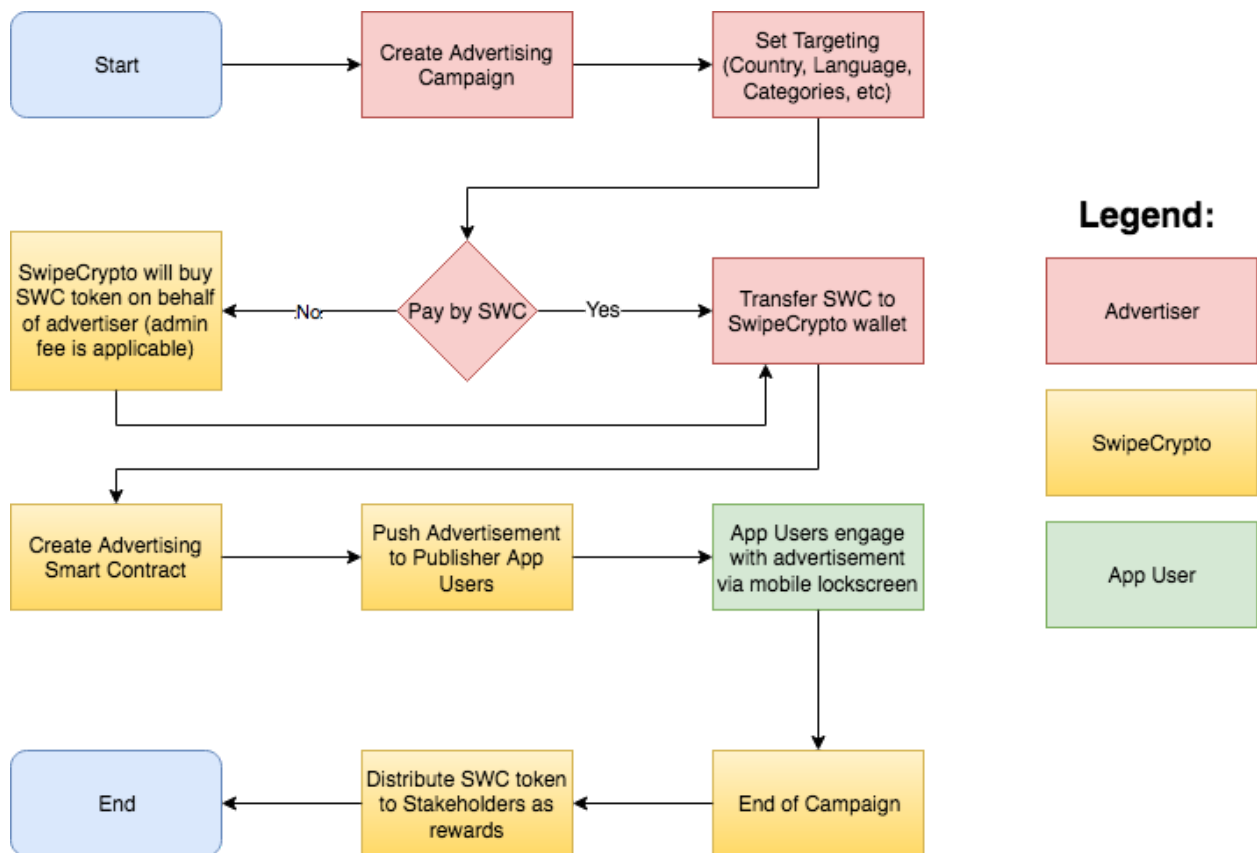 Start
Create Advertising
Campaign
Set Targeting
(Country, Language,
Categories, etc)
Legend:
SwipeCrypto will buy
SWC token on behalf
of advertiser (admin
fee is applicable)
No
Pay by SWC
Yes
Transfer SWC to
SwipeCrypto wallet
Advertiser
SwipeCrypto
Create Advertising
Smart Contract
Push Advertisement
to Publisher App
Users
App Users engage
with advertisement
via mobile lockscreen
App User
End
Distribute SWC token
to Stakeholders as
rewards
End of Campaign